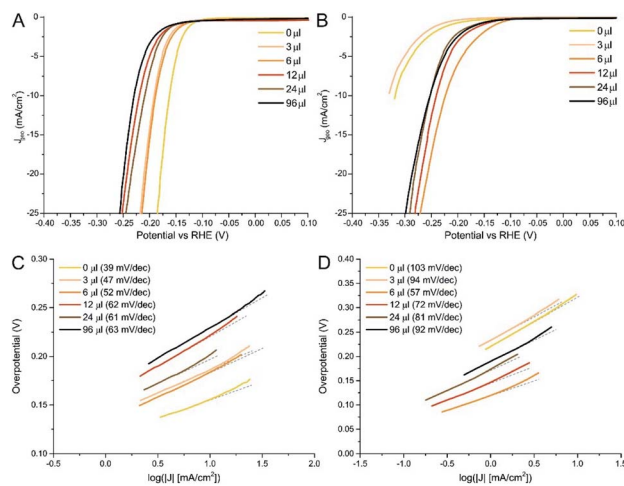 A
B
0 µl
3 µl
6 µl
12 µl
24 µl
96 µl
0 µl
3 µl
6 µl
12 µl
24 µl
96 µl
J geo (mA/cm²)
0
-5
-10
-15
-20
-25
-0.40 -0.35 -0.30 -0.25 -0.20 -0.15 -0.10 -0.05 0.00 0.05 0.10
Potential vs RHE (V)
J geo (mA/cm²)
0
-5
-10
-15
-20
-25
-0.40 -0.35 -0.30 -0.25 -0.20 -0.15 -0.10 -0.05 0.00 0.05 0.10
Potential vs RHE (V)
C
D
0 µl (39 mV/dec)
3 µl (47 mV/dec)
6 µl (52 mV/dec)
12 µl (62 mV/dec)
24 µl (61 mV/dec)
96 µl (63 mV/dec)
0 µl (103 mV/dec)
3 µl (94 mV/dec)
6 µl (57 mV/dec)
12 µl (72 mV/dec)
24 µl (81 mV/dec)
96 µl (92 mV/dec)
Overpotential (V)
0.30
0.25
0.20
0.15
0.10
-0.5 0.0 0.5 1.0 1.5 2.0
log(|J| [mA/cm²])
Overpotential (V)
0.40
0.35
0.30
0.25
0.20
0.15
0.10
0.05
0.00
-1.5 -1.0 -0.5 0.0 0.5 1.0 1.5
log(|J| [mA/cm²])